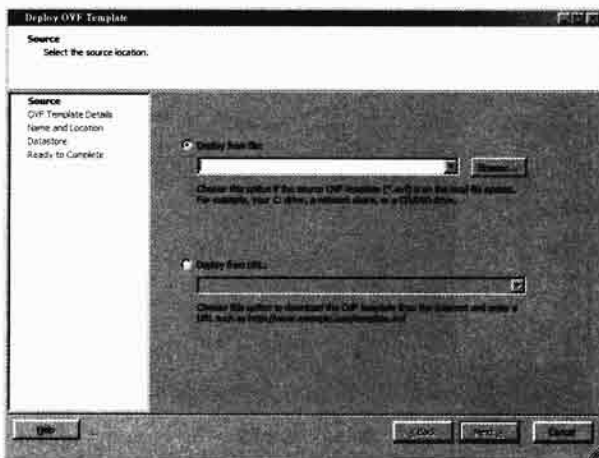 Deploy OVF Template
Source
Select the source location.
Source
OVF Template Details
Name and Location
Datastore
Ready to Complete
Deploy from file:
Browse...
Choose this option if the source OVF template (*.ovf) is on the local file system.
For example, your C: drive, a network share, or a CD/DVD drive.
Deploy from URL:
Choose this option to download the OVF template from the internet and enter a
URL such as http://www.example.com/template.ovf
Help
< Back
Next >
Cancel